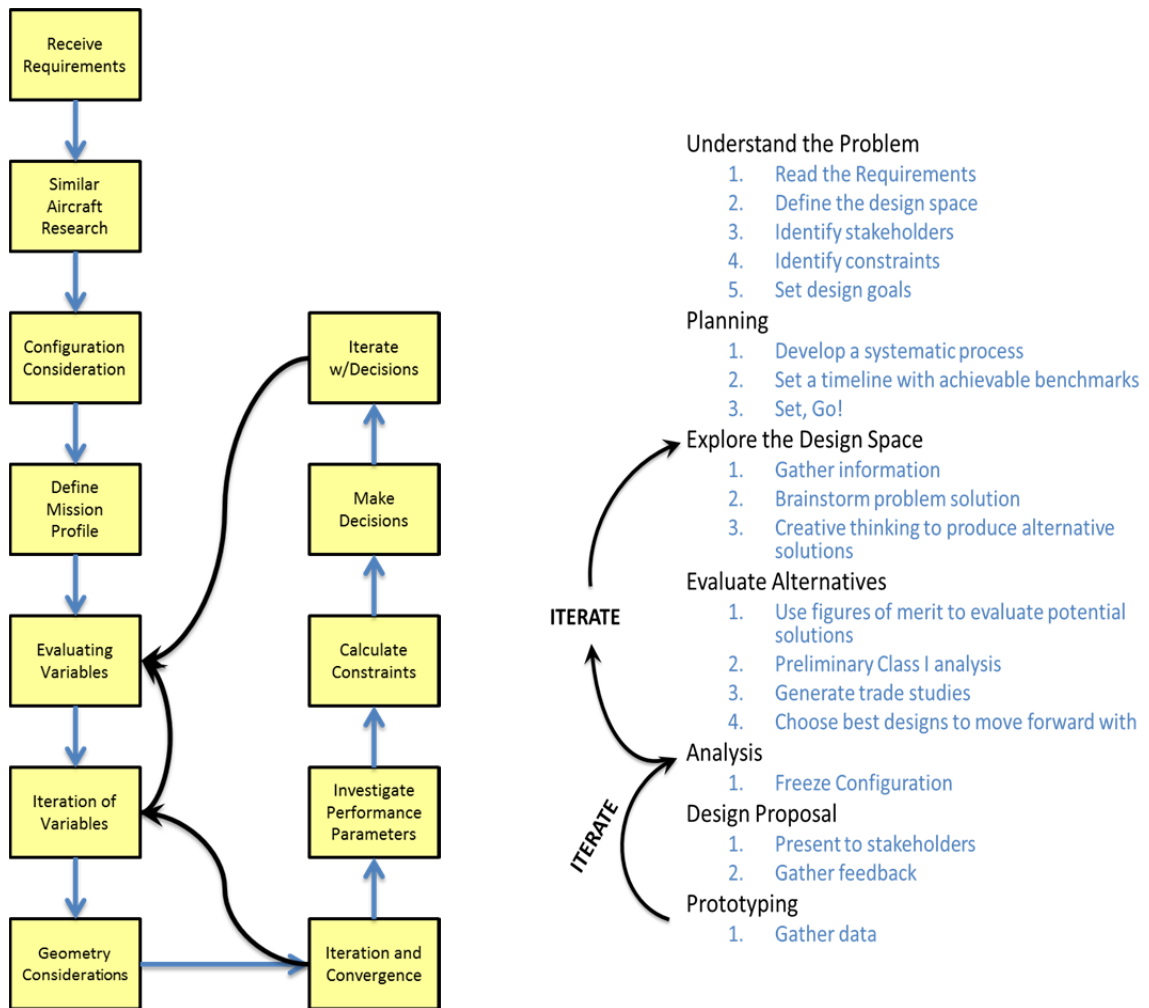 Receive
Requirements
Similar
Aircraft
Research
Configuration
Consideration
Define
Mission
Profile
Evaluating
Variables
Iteration of
Variables
Geometry
Considerations
Iterate
w/Decisions
Make
Decisions
Calculate
Constraints
Investigate
Performance
Parameters
Iteration and
Convergence
Understand the Problem
1. Read the Requirements
2. Define the design space
3. Identify stakeholders
4. Identify constraints
5. Set design goals
Planning
1. Develop a systematic process
2. Set a timeline with achievable benchmarks
3. Set, Go!
Explore the Design Space
1. Gather information
2. Brainstorm problem solution
3. Creative thinking to produce alternative
solutions
Evaluate Alternatives
1. Use figures of merit to evaluate potential
solutions
2. Preliminary Class I analysis
3. Generate trade studies
4. Choose best designs to move forward with
Analysis
1. Freeze Configuration
Design Proposal
1. Present to stakeholders
2. Gather feedback
Prototyping
1. Gather data
ITERATE
ITERATE